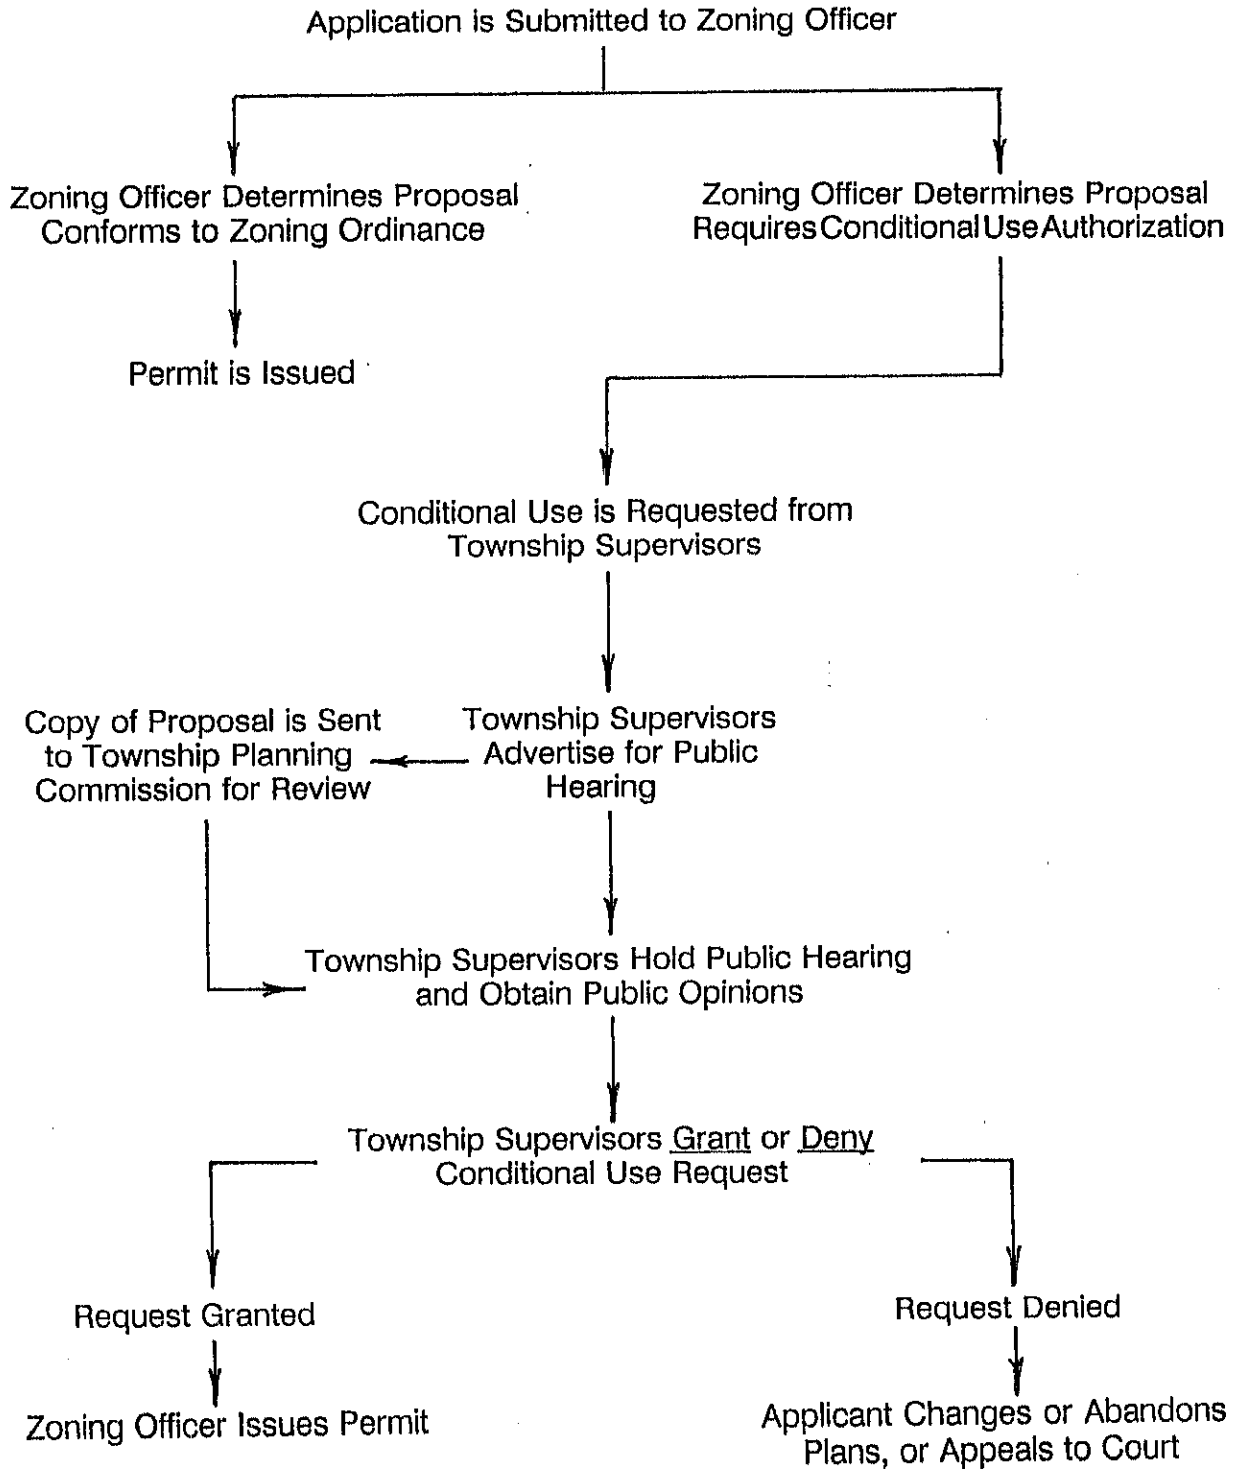 Application is Submitted to Zoning Officer
Zoning Officer Determines Proposal
Conforms to Zoning Ordinance
Zoning Officer Determines Proposal
Requires Conditional Use Authorization
Permit is Issued
Conditional Use is Requested from
Township Supervisors
Copy of Proposal is Sent
to Township Planning
Commission for Review
Township Supervisors
Advertise for Public
Hearing
Township Supervisors Hold Public Hearing
and Obtain Public Opinions
Township Supervisors Grant or Deny
Conditional Use Request
Request Granted
Request Denied
Zoning Officer Issues Permit
Applicant Changes or Abandons
Plans, or Appeals to Court